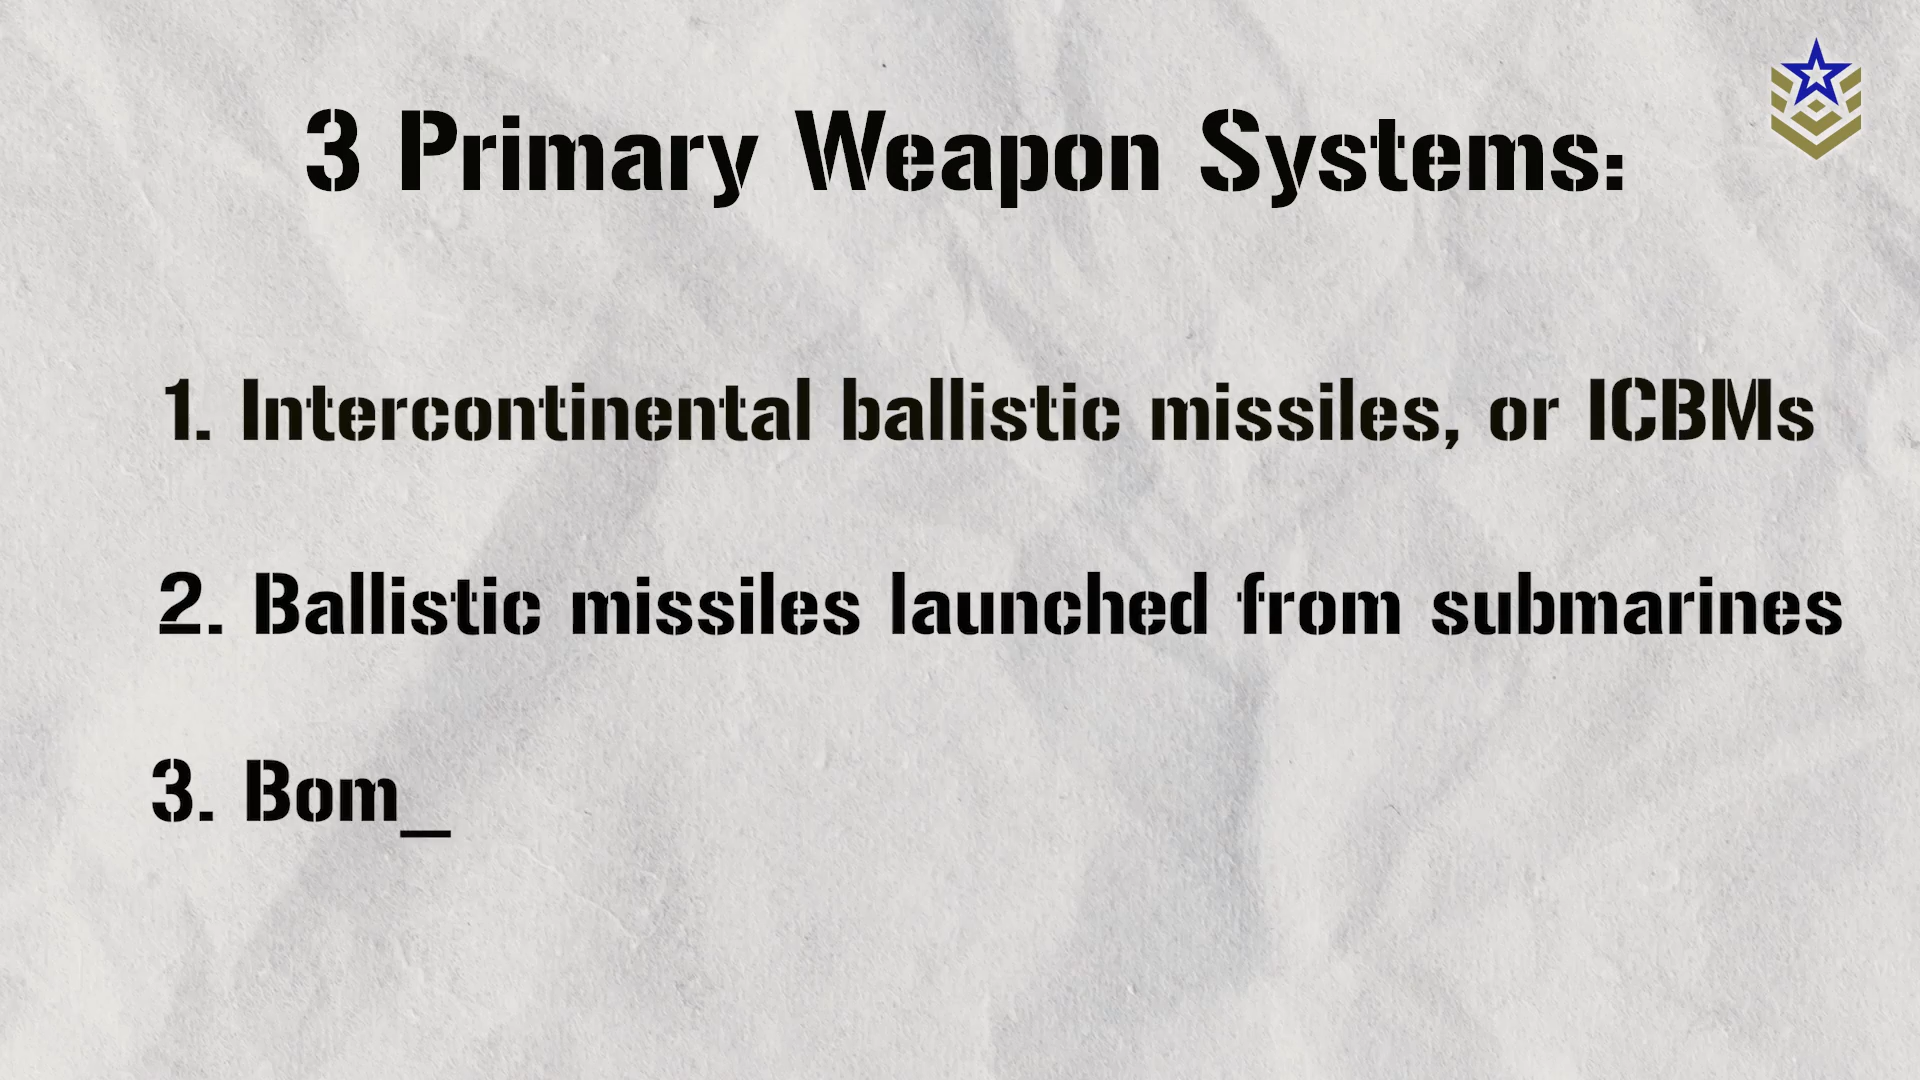 3 Primary Weapon Systems:
1. Intercontinental ballistic missiles, or ICBMs
2. Ballistic missiles launched from submarines
3. Bom_